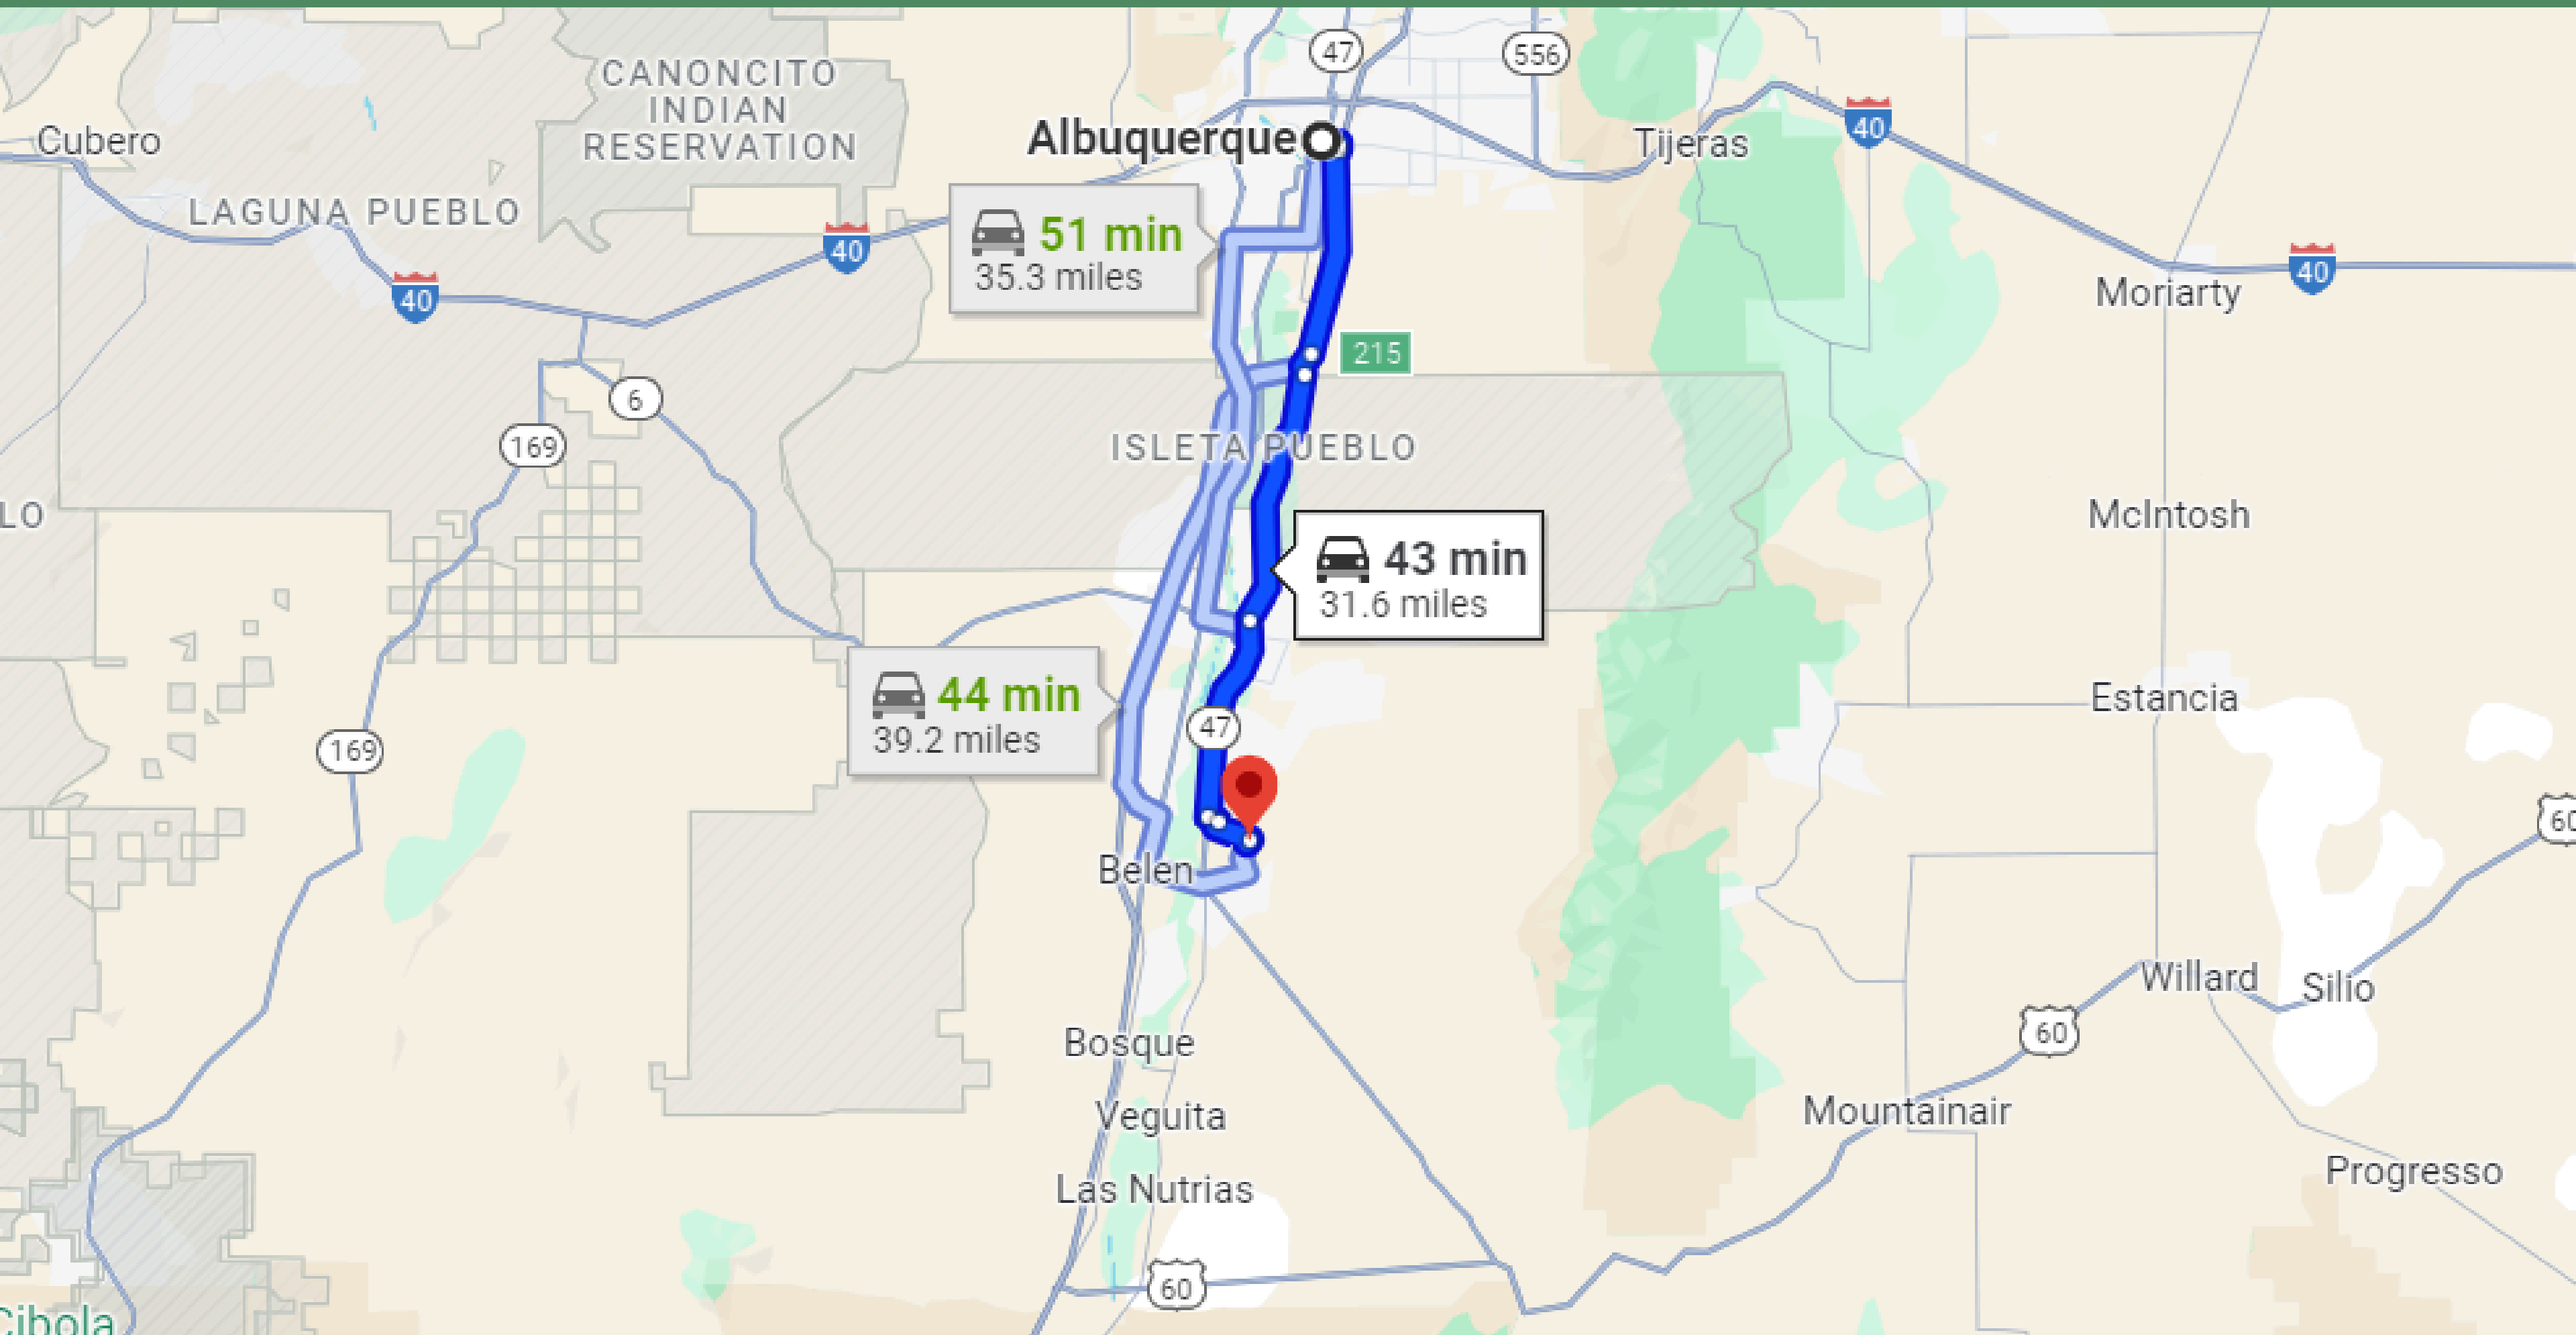 47
556
CANONCITO
INDIAN
RESERVATION
40
Cubero
Albuquerque
Tijeras
LAGUNA PUEBLO
51 min
35.3 miles
40
40
40
Moriarty
215
6
169
ISLETA PUEBLO
LO
McIntosh
43 min
31.6 miles
44 min
39.2 miles
Estancia
47
169
60
Belen
Willard
Silio
60
Bosque
Veguita
Mountainair
Progresso
Las Nutrias
60
Cibola